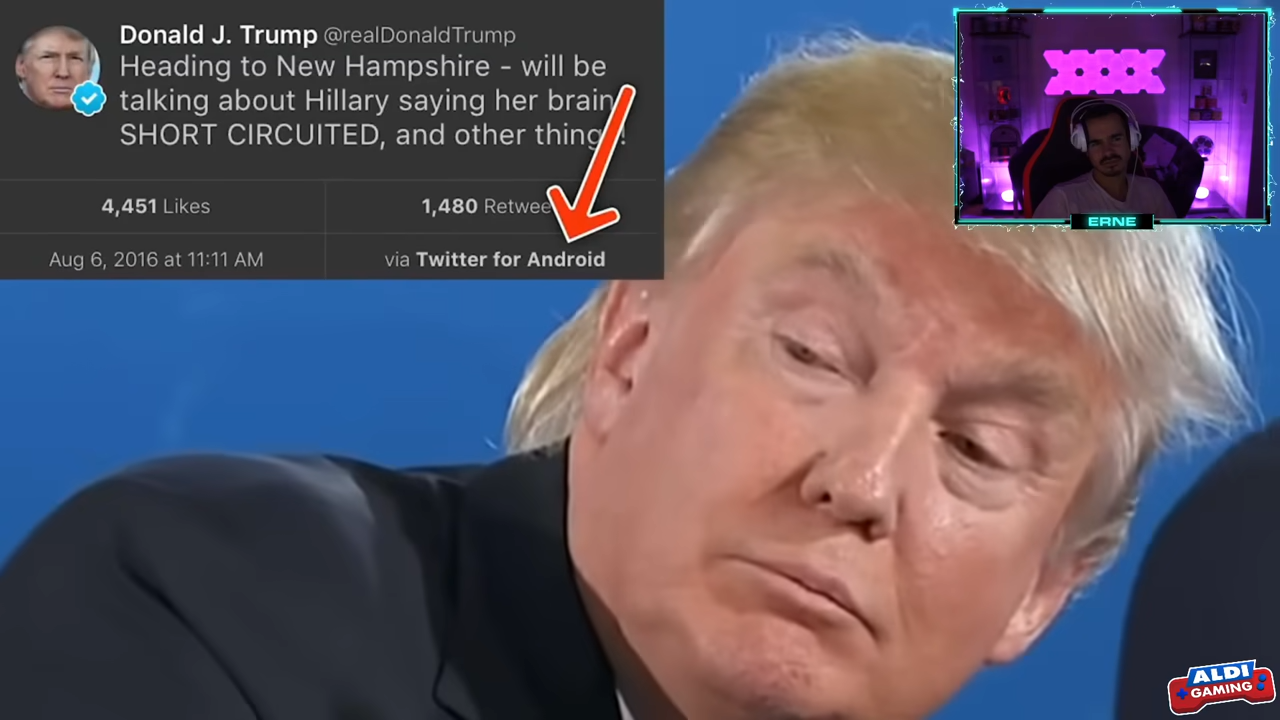 Donald J. Trump @realDonaldTrump
Heading to New Hampshire - will be
talking about Hillary saying her brain
SHORT CIRCUITED, and other things!
4,451 Likes
1,480 Retwee
Aug 6, 2016 at 11:11 AM
via Twitter for Android
ERNE
ALDI
GAMING